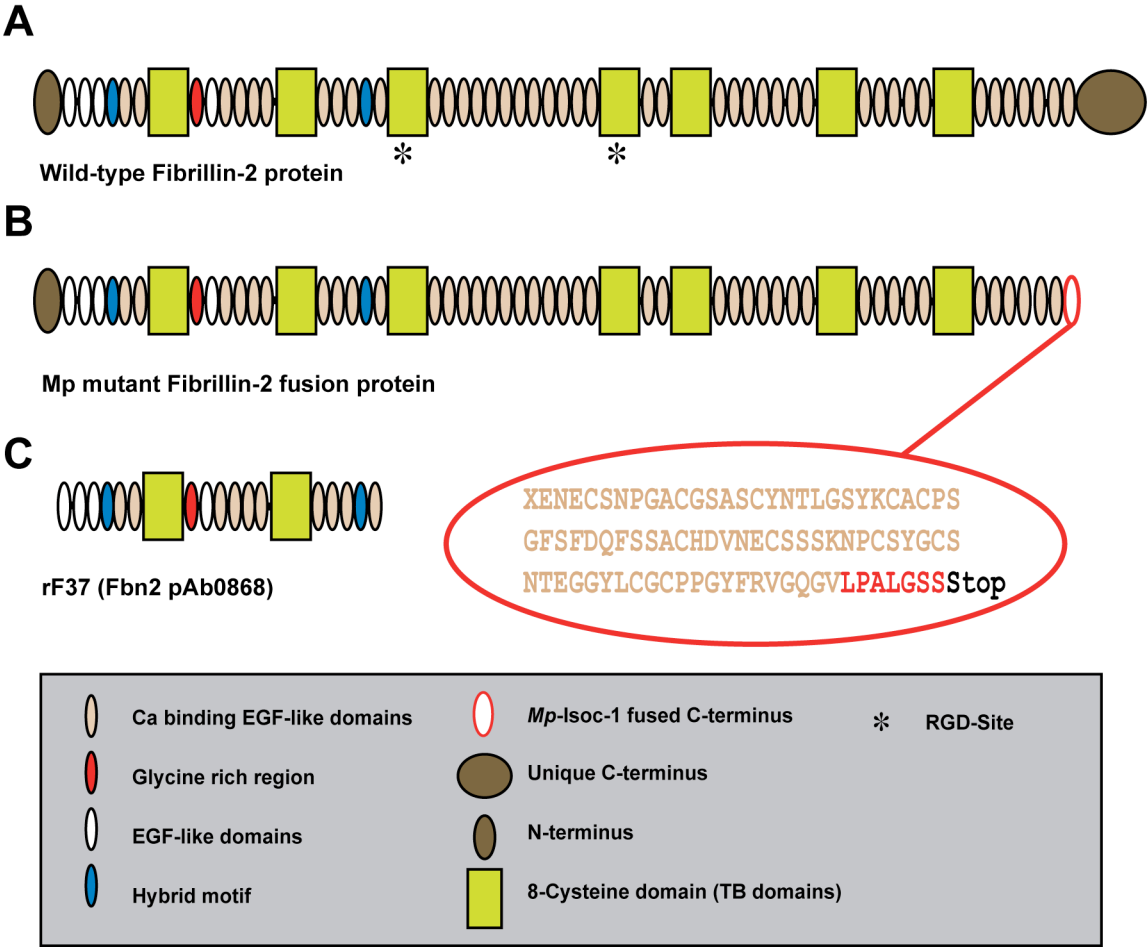 A
*
*
Wild-type Fibrillin-2 protein
B
Mp mutant Fibrillin-2 fusion protein
C
XENECSNPGACGSASCYNTLGSYKCACPS
GFSFDQFSSACHDVNECSSSKNPCSYGCS
NTEGGYLCGCPPGYFRVGQGVLPALGSSStop
rF37 (Fbn2 pAb0868)
Ca binding EGF-like domains
Glycine rich region
EGF-like domains
Hybrid motif
Mp-Isoc-1 fused C-terminus
Unique C-terminus
N-terminus
8-Cysteine domain (TB domains)
* RGD-Site